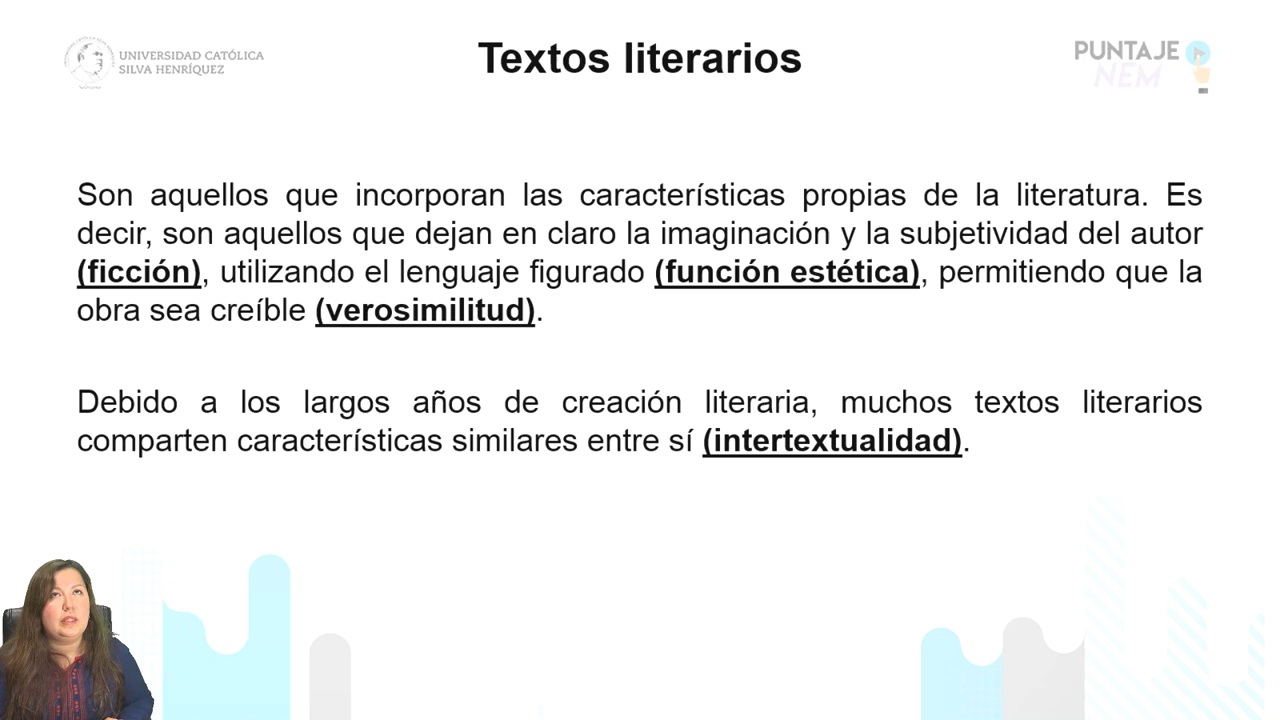 UNIVERSIDAD CATÓLICA
SILVA HENRÍQUEZ
Textos literarios
PUNTAJE
NEM
Son aquellos que incorporan las características propias de la literatura. Es
decir, son aquellos que dejan en claro la imaginación y la subjetividad del autor
(ficción), utilizando el lenguaje figurado (función estética), permitiendo que la
obra sea creíble (verosimilitud).
Debido a los largos años de creación literaria, muchos textos literarios
comparten características similares entre sí (intertextualidad).